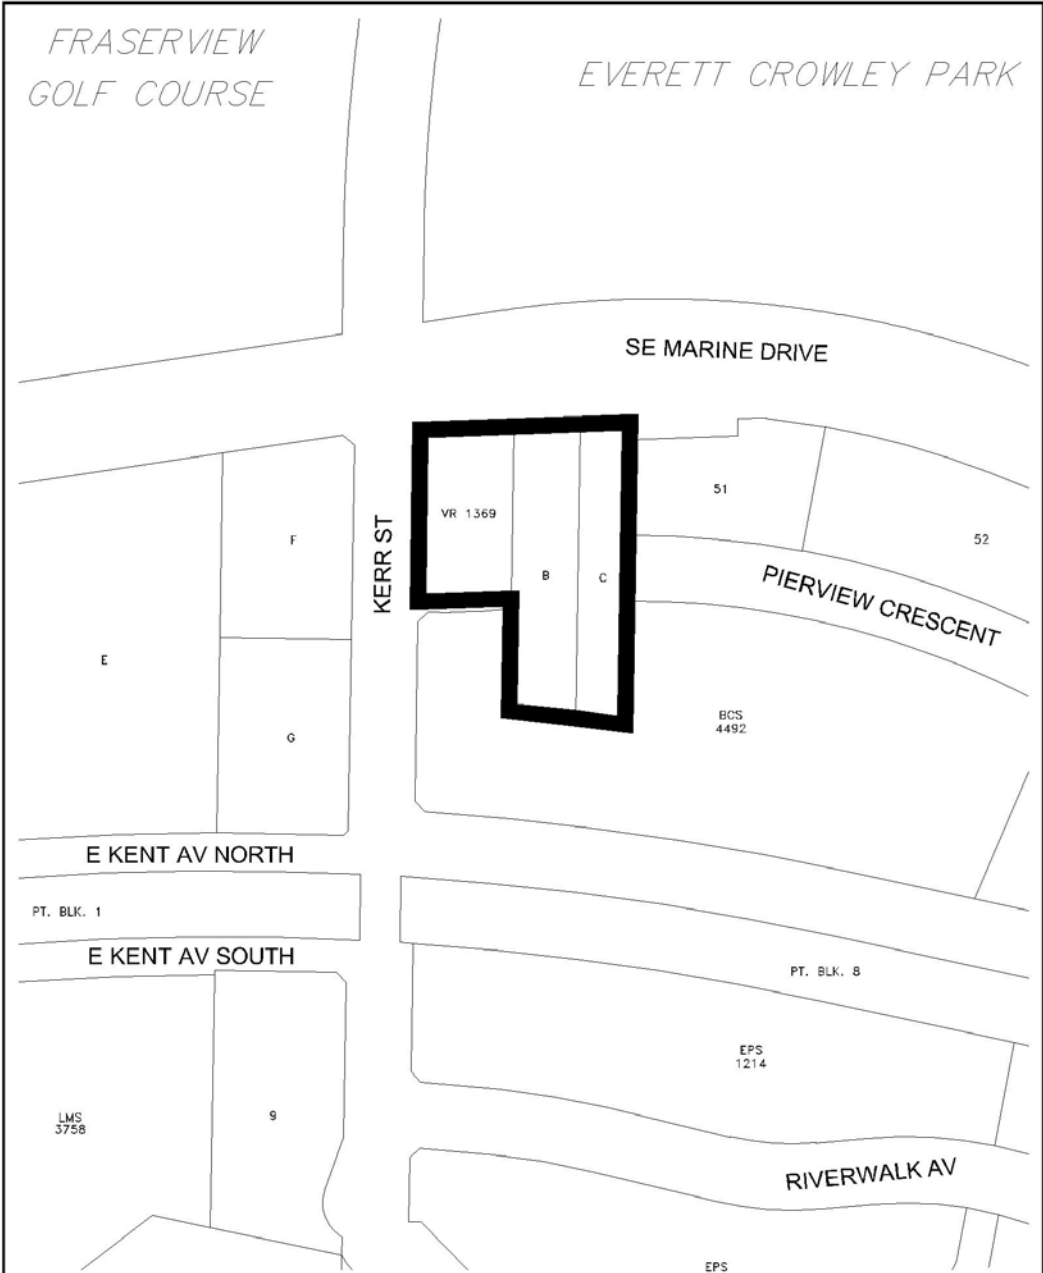 FRASERVIEW
GOLF COURSE
EVERETT CROWLEY PARK
SE MARINE DRIVE
51
VR 1369
KERR ST
F
52
B
C
PIERVIEW CRESCENT
E
BCS
4492
G
E KENT AV NORTH
PT. BLK. 1
E KENT AV SOUTH
PT. BLK. 8
EPS
1214
LMS
3758
9
RIVERWALK AV
EPS